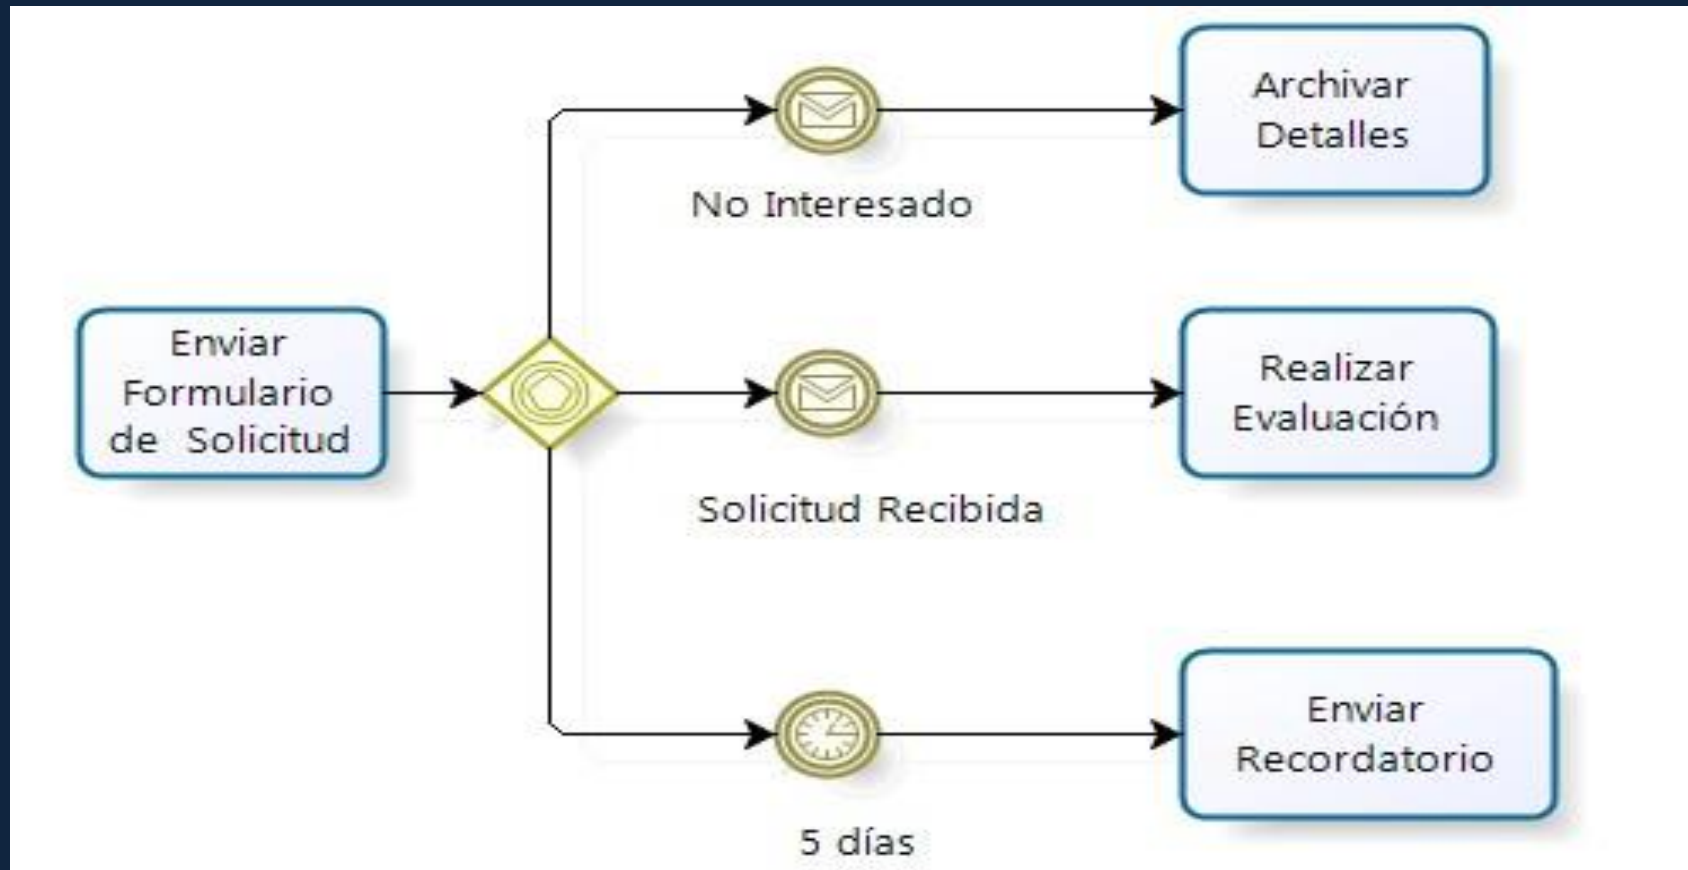 Archivar
Detalles
No Interesado
Enviar
Formulario
de Solicitud
Realizar
Evaluación
Solicitud Recibida
Enviar
Recordatorio
5 días